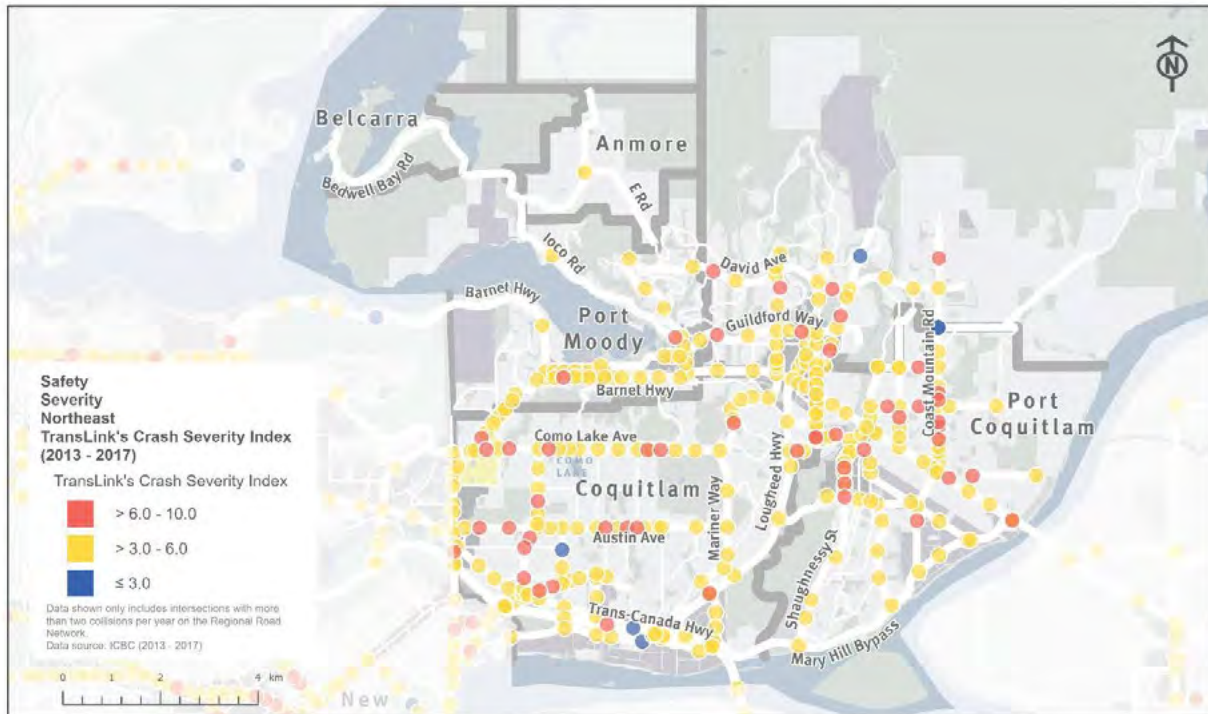 N
Belcarra
Anmore
Bedwell Bay Rd
E Rd
Ioco Rd
David Ave
Barnet Hwy
Guildford Way
Port
Moody
Coast Mountain Rd
Barnet Hwy
Port
Coquitlam
Como Lake Ave
COMO
LAKE
Coquitlam
Mariner Way
Lougheed Hwy
Austin Ave
Shaughnessy St
Trans-Canada Hwy
Mary Hill Bypass
New
Safety
Severity
Northeast
TransLink's Crash Severity Index
(2013 - 2017)
TransLink's Crash Severity Index
> 6.0 - 10.0
> 3.0 - 6.0
≤ 3.0
Data shown only includes intersections with more
than two collisions per year on the Regional Road
Network.
Data source: ICBC (2013 - 2017)
0 2 4 km